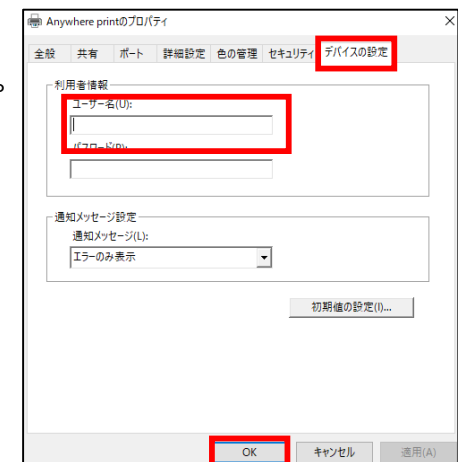 Anywhere printのプロパティ
全般 共有 ポート 詳細設定 色の管理 セキュリティ デバイスの設定
。
利用者情報
ユーザー名(U):
パスワード(P):
通知メッセージ設定
通知メッセージ(L):
エラーのみ表示
初期値の設定(I)...
OK キャンセル 適用(A)